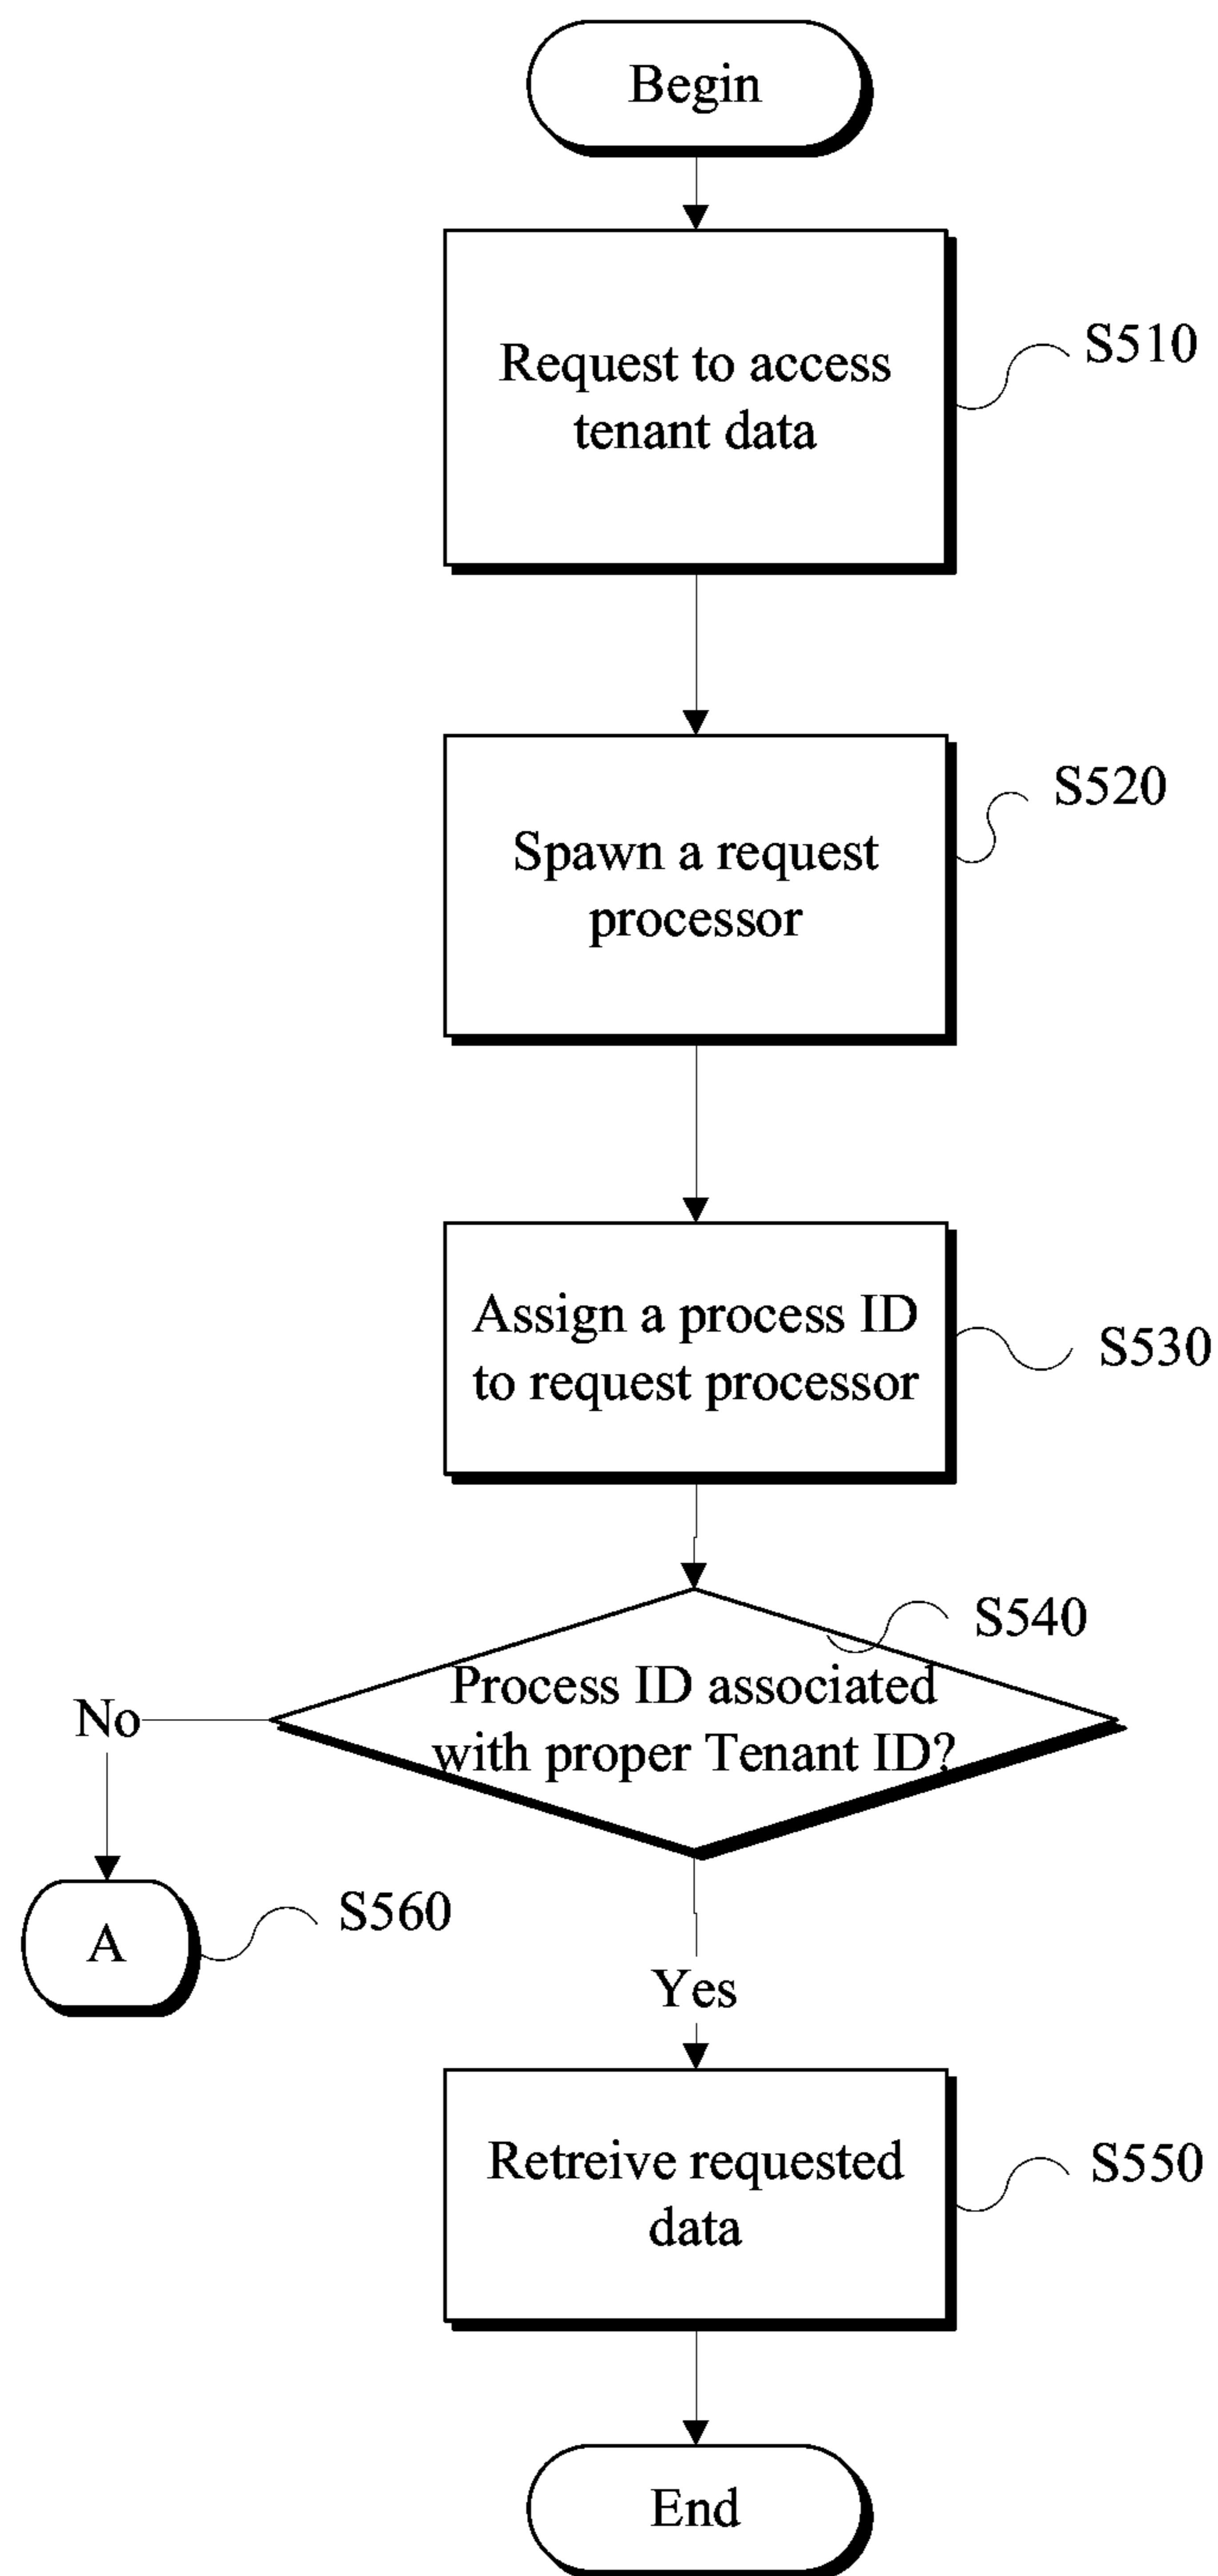 Begin
Request to access
tenant data
S510
Spawn a request
processor
S520
Assign a process ID
to request processor
S530
Process ID associated
with proper Tenant ID?
S540
No
A
S560
Yes
Retreive requested
data
S550
End